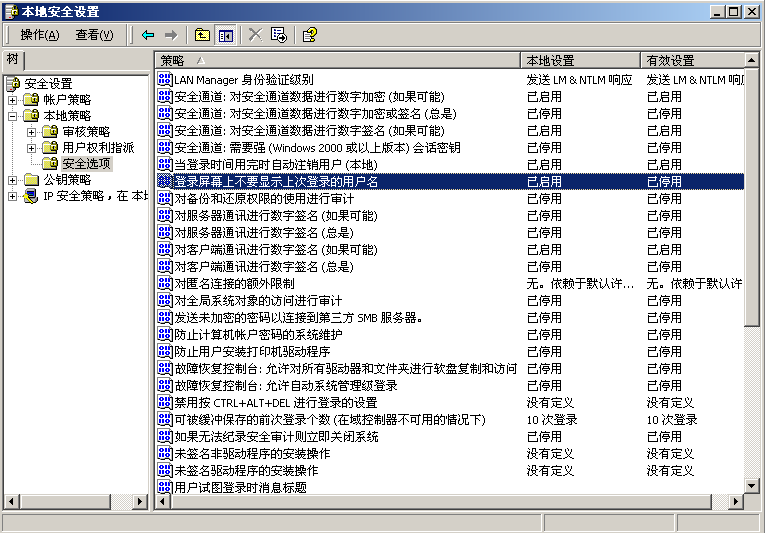 本地安全设置
操作(A) 查看(V)
树
安全设置
帐户策略
本地策略
审核策略
用户权利指派
安全选项
公钥策略
IP 安全策略，在 本地
策略 本地设置 有效设置
LAN Manager 身份验证级别 发送 LM & NTLM 响应 发送 LM & NTLM 响应
安全通道: 对安全通道数据进行数字加密 (如果可能) 已启用 已启用
安全通道: 对安全通道数据进行数字加密或签名 (总是) 已停用 已停用
安全通道: 对安全通道数据进行数字签名 (如果可能) 已启用 已启用
安全通道: 需要强 (Windows 2000 或以上版本) 会话密钥 已停用 已停用
当登录时间用完时自动注销用户 (本地) 已启用 已启用
登录屏幕上不要显示上次登录的用户名 已启用 已停用
对备份和还原权限的使用进行审计 已停用 已停用
对服务器通讯进行数字签名 (如果可能) 已停用 已停用
对服务器通讯进行数字签名 (总是) 已停用 已停用
对客户端通讯进行数字签名 (如果可能) 已启用 已启用
对客户端通讯进行数字签名 (总是) 已停用 已停用
对匿名连接的额外限制 无。依赖于默认许... 无。依赖于默认许
对全局系统对象的访问进行审计 已停用 已停用
发送未加密的密码以连接到第三方 SMB 服务器。 已停用 已停用
防止计算机帐户密码的系统维护 已停用 已停用
防止用户安装打印机驱动程序 已停用 已停用
故障恢复控制台: 允许对所有驱动器和文件夹进行软盘复制和访问 已停用 已停用
故障恢复控制台: 允许自动系统管理级登录 已停用 已停用
禁用按 CTRL+ALT+DEL 进行登录的设置 没有定义 没有定义
可被缓冲保存的前次登录个数 (在域控制器不可用的情况下) 10 次登录 10 次登录
如果无法纪录安全审计则立即关闭系统 已停用 已停用
未签名非驱动程序的安装操作 没有定义 没有定义
未签名驱动程序的安装操作 没有定义 没有定义
用户试图登录时消息标题